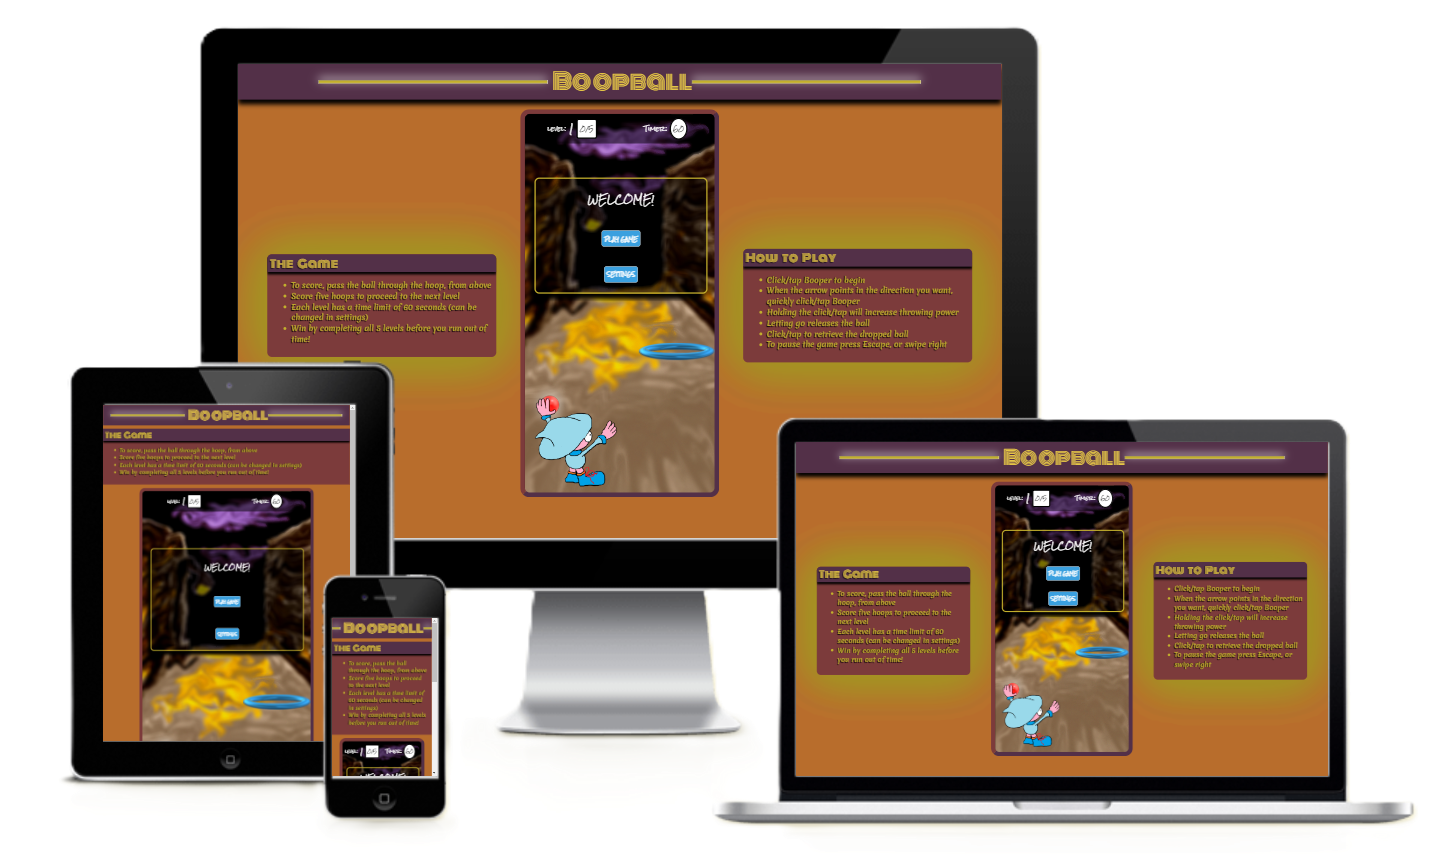 Boopball
Level: 1 0/5 Timer: 60
WELCOME!
PLAY GAME
SETTINGS
The Game
To score, pass the ball through the hoop, from above
Score five hoops to proceed to the next level
Each level has a time limit of 60 seconds (can be
changed in settings)
Win by completing all 5 levels before you run out of
time!
How to Play
Click/tap Booper to begin
When the arrow points in the direction you want,
quickly click/tap Booper
Holding the click/tap will increase throwing power
Letting go releases the ball
Click/tap to retrieve the dropped ball
To pause the game press Escape, or swipe right
Boopball
The Game
To score, pass the ball through the hoop, from above
Score five hoops to proceed to the next level
Each level has a time limit of 60 seconds (can be changed in settings)
Win by completing all 5 levels before you run out of time!
Level: 1 0/5 Timer: 60
WELCOME!
PLAY GAME
SETTINGS
Boopball
The Game
To score, pass the ball
through the hoop, from above
Score five hoops to proceed
to the next level
Each level has a time limit of
60 seconds (can be changed
in settings)
Win by completing all 5 levels
before you run out of time!
Level: 1 0/5 Timer: 60
WELCOME!
Boopball
Level: 1 0/5 Timer: 60
WELCOME!
PLAY GAME
SETTINGS
The Game
To score, pass the ball through the
hoop, from above
Score five hoops to proceed to the
next level
Each level has a time limit of 60
seconds (can be changed in settings)
Win by completing all 5 levels before
you run out of time!
How to Play
Click/tap Booper to begin
When the arrow points in the direction
you want, quickly click/tap Booper
Holding the click/tap will increase
throwing power
Letting go releases the ball
Click/tap to retrieve the dropped ball
To pause the game press Escape, or
swipe right